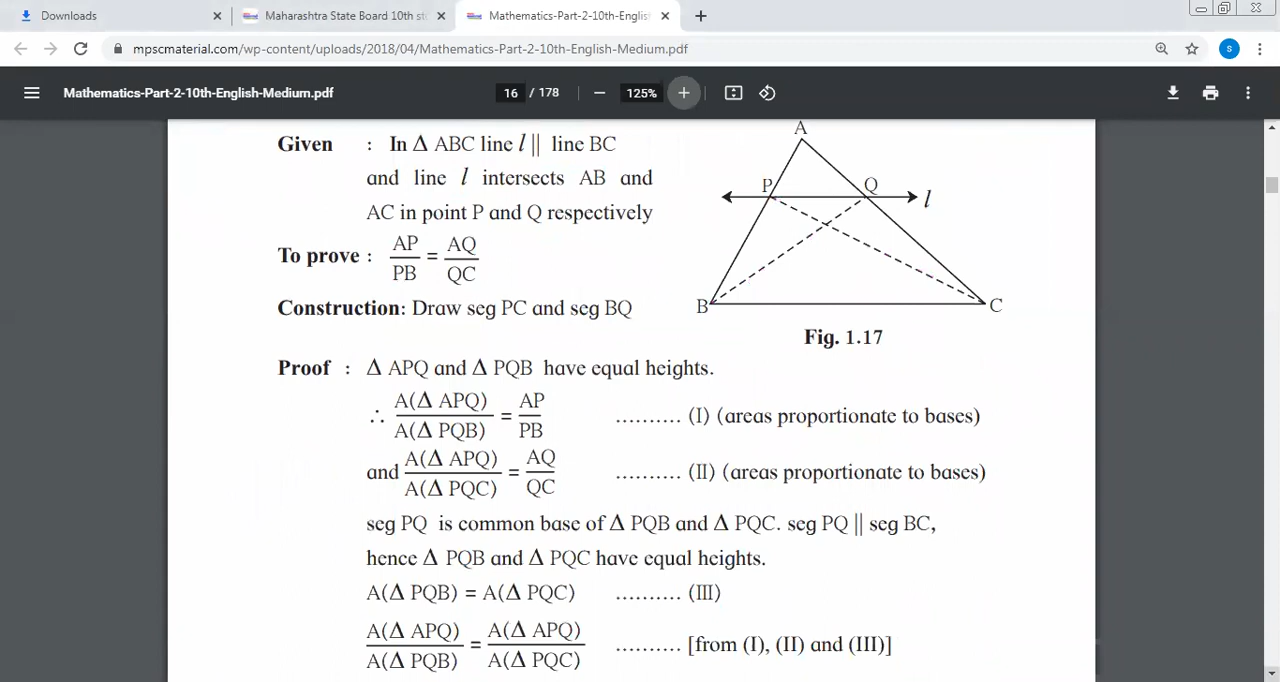 Downloads
Maharashtra State Board 10th st
Mathematics-Part-2-10th-Englis
mpscmaterial.com/wp-content/uploads/2018/04/Mathematics-Part-2-10th-English-Medium.pdf
S
Mathematics-Part-2-10th-English-Medium.pdf
16 / 178
125%
Given : In Δ ABC line l || line BC
and line l intersects AB and
AC in point P and Q respectively
To prove : AP/PB = AQ/QC
Construction: Draw seg PC and seg BQ
A
P
Q
l
B
C
Fig. 1.17
Proof : Δ APQ and Δ PQB have equal heights.
∴ A(Δ APQ)/A(Δ PQB) = AP/PB .......... (I) (areas proportionate to bases)
and A(Δ APQ)/A(Δ PQC) = AQ/QC .......... (II) (areas proportionate to bases)
seg PQ is common base of Δ PQB and Δ PQC. seg PQ || seg BC,
hence Δ PQB and Δ PQC have equal heights.
A(Δ PQB) = A(Δ PQC) .......... (III)
A(Δ APQ)/A(Δ PQB) = A(Δ APQ)/A(Δ PQC) .......... [from (I), (II) and (III)]